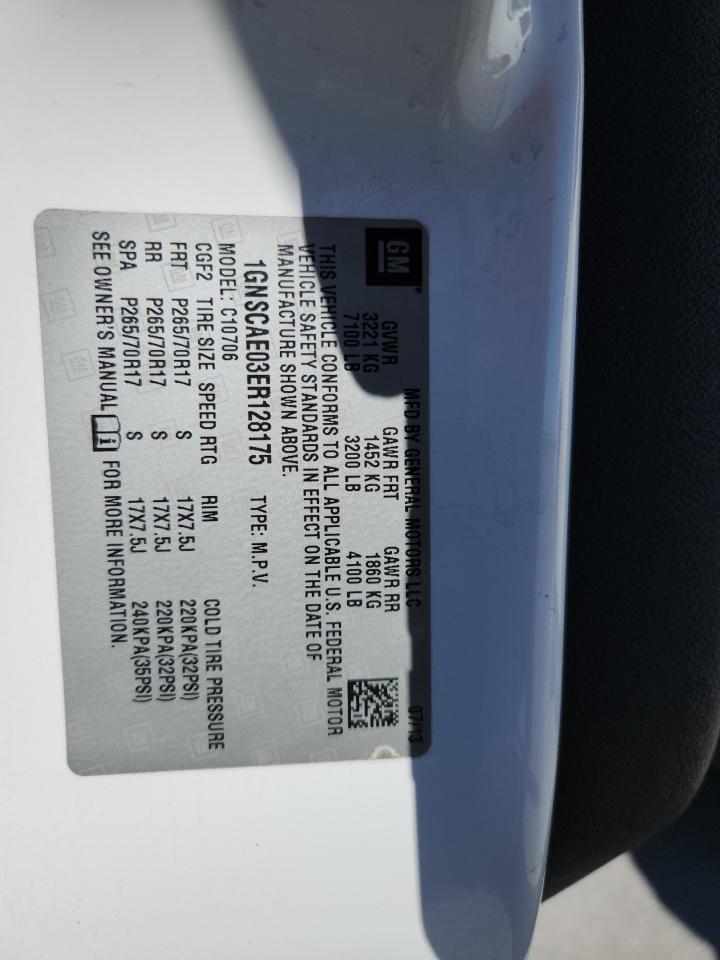 GM
MFD BY GENERAL MOTORS LLC 07/13
GVWR GAWR FRT GAWR RR
3221 KG 1452 KG 1860 KG
7100 LB 3200 LB 4100 LB
THIS VEHICLE CONFORMS TO ALL APPLICABLE U.S. FEDERAL MOTOR
VEHICLE SAFETY STANDARDS IN EFFECT ON THE DATE OF
MANUFACTURE SHOWN ABOVE.
1GNSCAE03ER128175 TYPE: M.P.V.
MODEL: C10706
CGF2 TIRE SIZE SPEED RTG RIM COLD TIRE PRESSURE
FRT P265/70R17 S 17X7.5J 220KPA(32PSI)
RR P265/70R17 S 17X7.5J 220KPA(32PSI)
SPA P265/70R17 S 17X7.5J 240KPA(35PSI)
SEE OWNER'S MANUAL i FOR MORE INFORMATION.